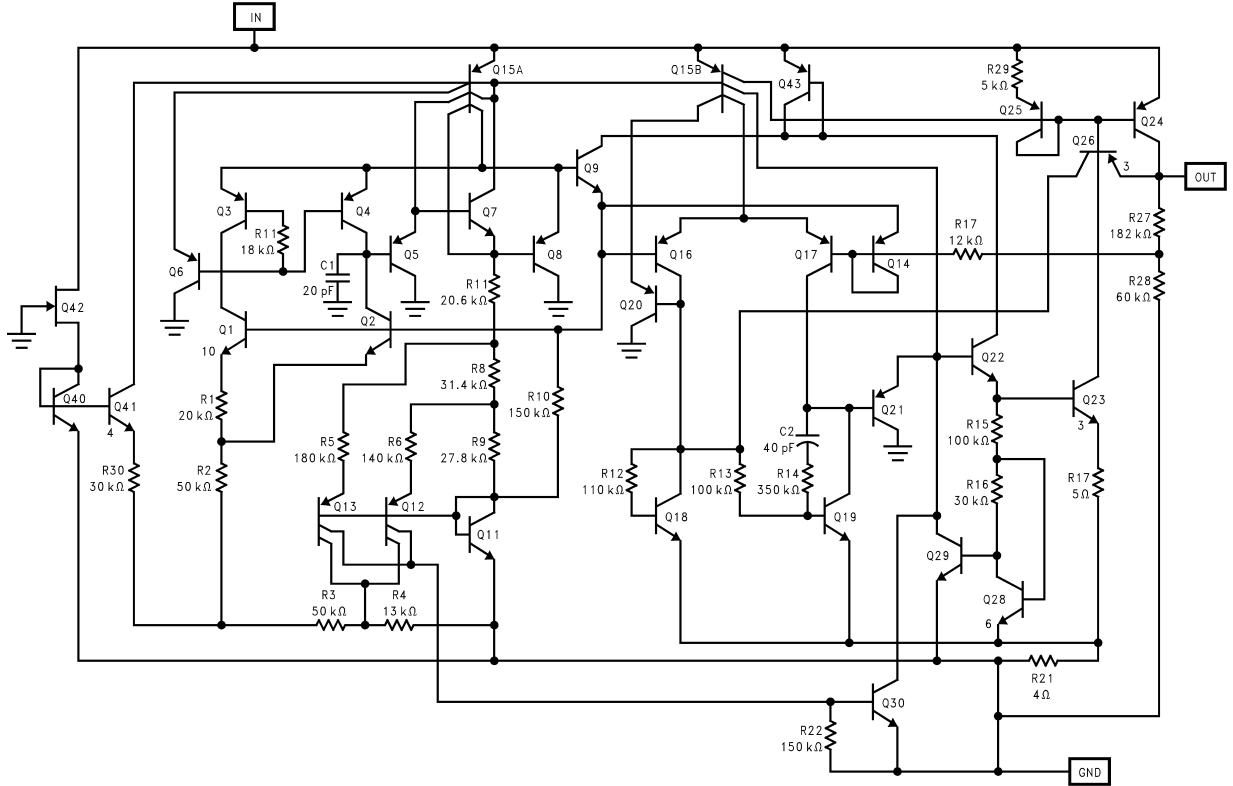 IN
Q15A
Q15B
Q43
R29
5 kΩ
Q25
Q24
Q26
3
OUT
Q9
Q3
R11
18 kΩ
Q4
Q7
Q6
C1
20 pF
Q5
Q8
R11
20.6 kΩ
Q16
Q17
Q14
R17
12 kΩ
R27
182 kΩ
R28
60 kΩ
Q42
Q20
Q1
10
Q2
Q22
R8
31.4 kΩ
R10
150 kΩ
Q40
Q41
4
R1
20 kΩ
Q21
Q23
3
R5
180 kΩ
R6
140 kΩ
R9
27.8 kΩ
C2
40 pF
R15
100 kΩ
R30
30 kΩ
R2
50 kΩ
R12
110 kΩ
R13
100 kΩ
R14
350 kΩ
R16
30 kΩ
R17
5 Ω
Q13
Q12
Q11
Q18
Q19
Q29
Q28
6
R3
50 kΩ
R4
13 kΩ
R21
4 Ω
Q30
R22
150 kΩ
GND